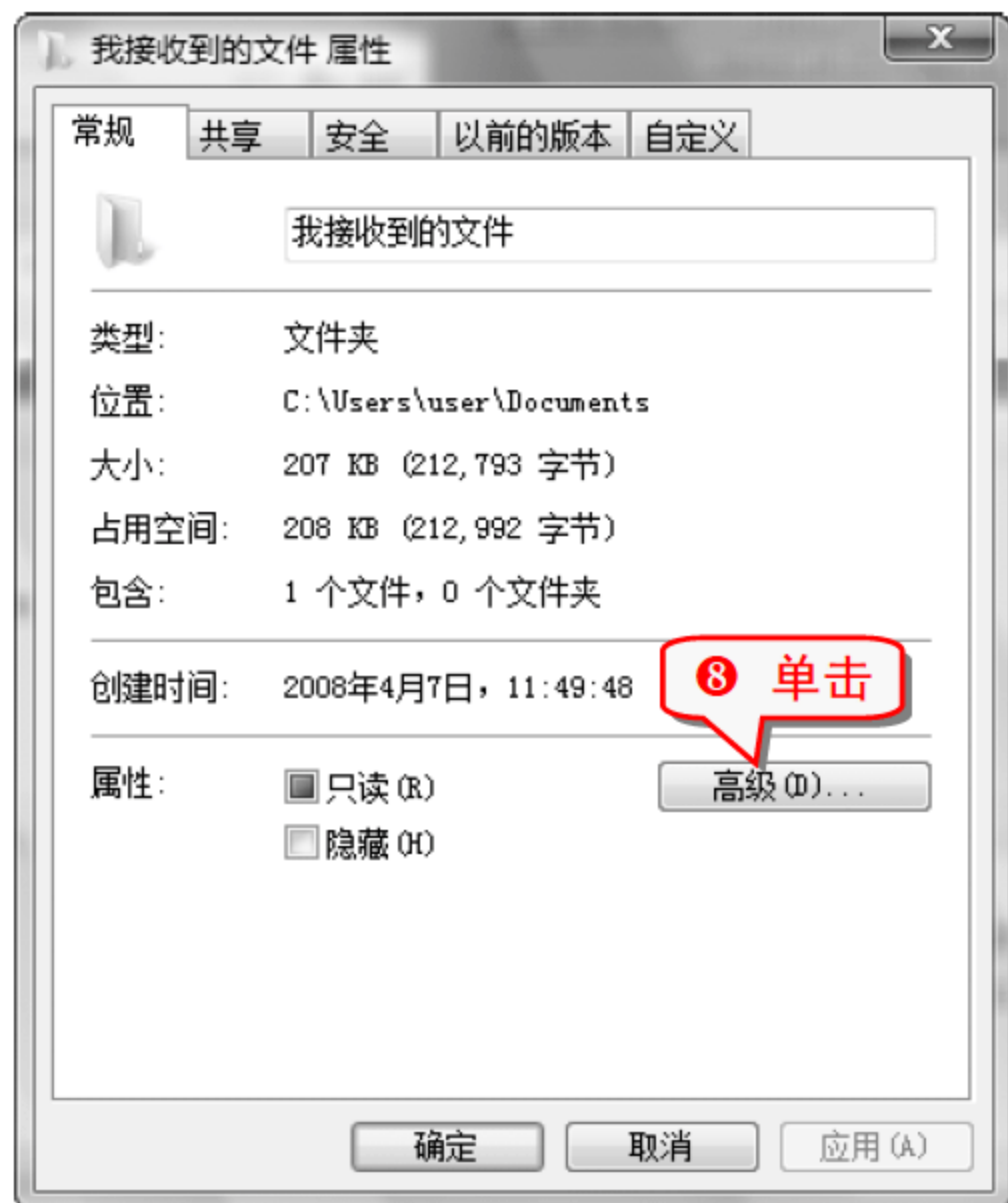 我接收到的文件 属性
常规 共享 安全 以前的版本 自定义
我接收到的文件
类型: 文件夹
位置: C:\Users\user\Documents
大小: 207 KB (212,793 字节)
占用空间: 208 KB (212,992 字节)
包含: 1 个文件，0 个文件夹
创建时间: 2008年4月7日，11:49:48
❽ 单击
属性: 只读(R) 高级(D)...
隐藏(H)
确定 取消 应用(A)